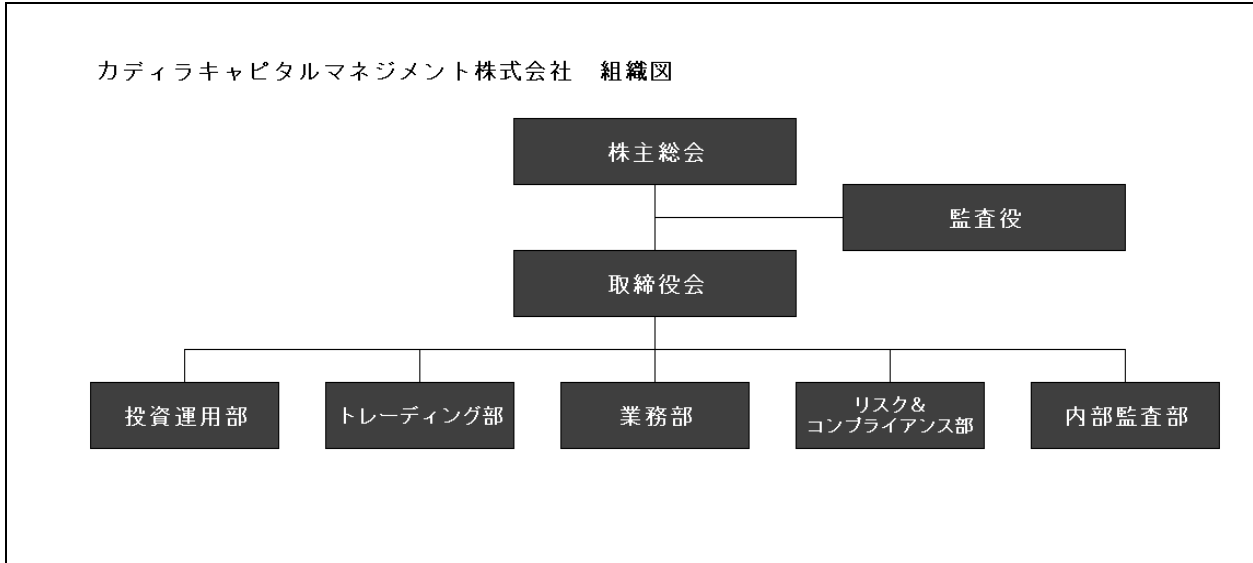 カディラキャピタルマネジメント株式会社　組織図
株主総会
監査役
取締役会
投資運用部
トレーディング部
業務部
リスク＆
コンプライアンス部
内部監査部